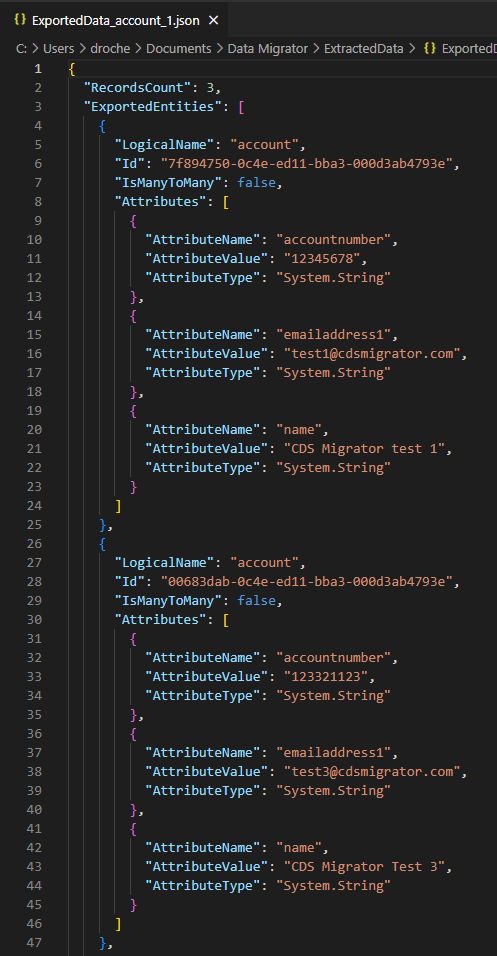 {} ExportedData_account_1.json ×
C: > Users > droche > Documents > Data Migrator > ExtractedData > {} Exported
1 {
2 "RecordsCount": 3,
3 "ExportedEntities": [
4 {
5 "LogicalName": "account",
6 "Id": "7f894750-0c4e-ed11-bba3-000d3ab4793e",
7 "IsManyToMany": false,
8 "Attributes": [
9 {
10 "AttributeName": "accountnumber",
11 "AttributeValue": "12345678",
12 "AttributeType": "System.String"
13 },
14 {
15 "AttributeName": "emailaddress1",
16 "AttributeValue": "test1@cdsmigrator.com",
17 "AttributeType": "System.String"
18 },
19 {
20 "AttributeName": "name",
21 "AttributeValue": "CDS Migrator test 1",
22 "AttributeType": "System.String"
23 }
24 ]
25 },
26 {
27 "LogicalName": "account",
28 "Id": "00683dab-0c4e-ed11-bba3-000d3ab4793e",
29 "IsManyToMany": false,
30 "Attributes": [
31 {
32 "AttributeName": "accountnumber",
33 "AttributeValue": "123321123",
34 "AttributeType": "System.String"
35 },
36 {
37 "AttributeName": "emailaddress1",
38 "AttributeValue": "test3@cdsmigrator.com",
39 "AttributeType": "System.String"
40 },
41 {
42 "AttributeName": "name",
43 "AttributeValue": "CDS Migrator Test 3",
44 "AttributeType": "System.String"
45 }
46 ]
47 },